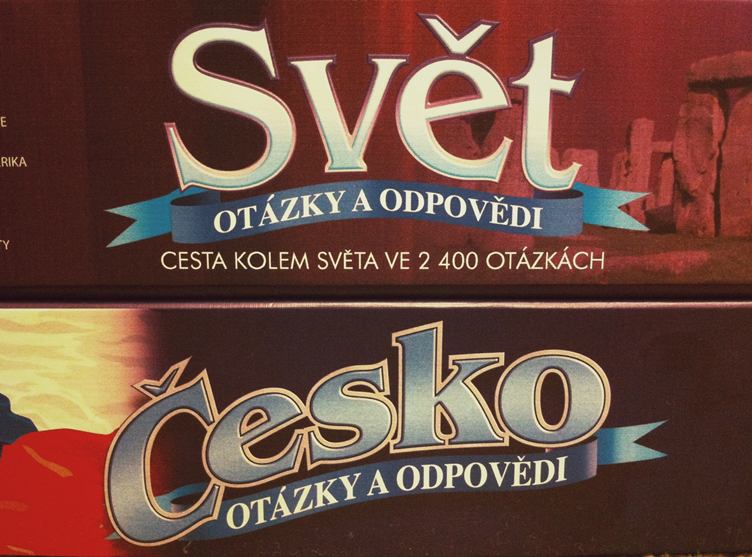 Svět
OTÁZKY A ODPOVĚDI
CESTA KOLEM SVĚTA VE 2 400 OTÁZKÁCH
Česko
OTÁZKY A ODPOVĚDI